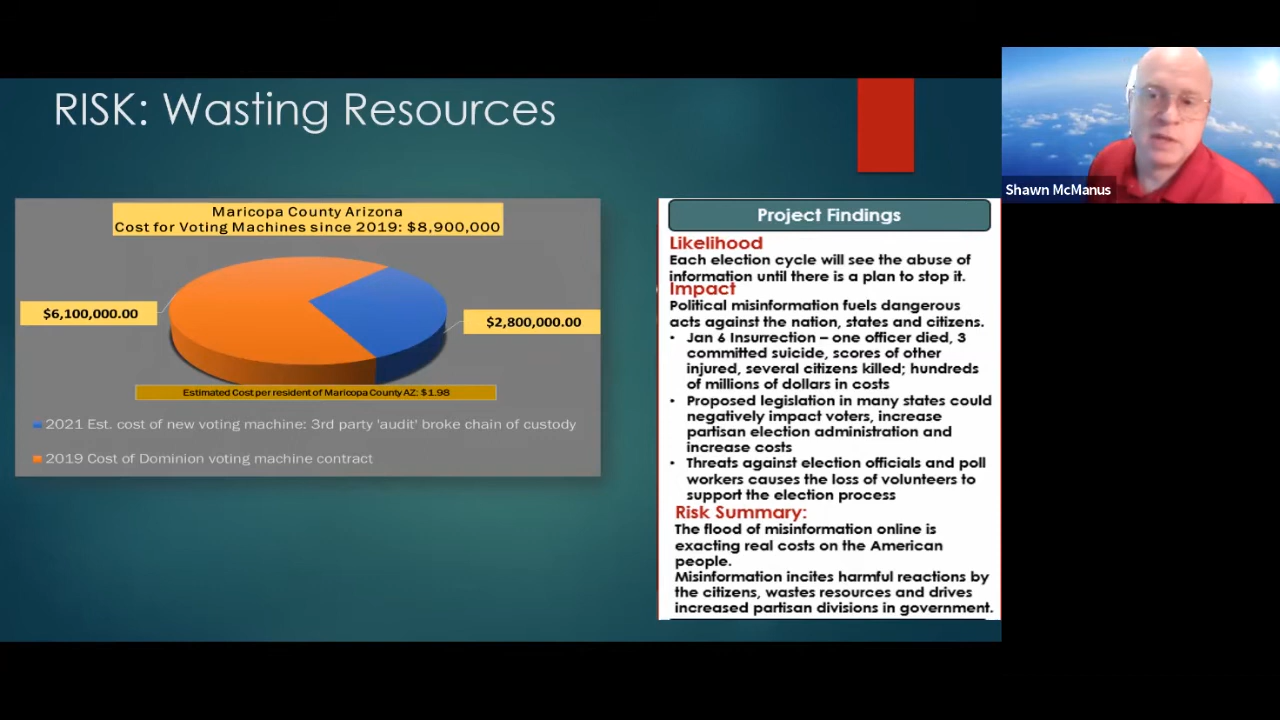 RISK: Wasting Resources
Maricopa County Arizona
Cost for Voting Machines since 2019: $8,900,000
$6,100,000.00
$2,800,000.00
Estimated Cost per resident of Maricopa County AZ: $1.98
2021 Est. cost of new voting machine: 3rd party 'audit' broke chain of custody
2019 Cost of Dominion voting machine contract
Project Findings
Likelihood
Each election cycle will see the abuse of
information until there is a plan to stop it.
Impact
Political misinformation fuels dangerous
acts against the nation, states and citizens.
• Jan 6 Insurrection – one officer died, 3
committed suicide, scores of other
injured, several citizens killed; hundreds
of millions of dollars in costs
• Proposed legislation in many states could
negatively impact voters, increase
partisan election administration and
increase costs
• Threats against election officials and poll
workers causes the loss of volunteers to
support the election process
Risk Summary:
The flood of misinformation online is
exacting real costs on the American
people.
Misinformation incites harmful reactions by
the citizens, wastes resources and drives
increased partisan divisions in government.
Shawn McManus